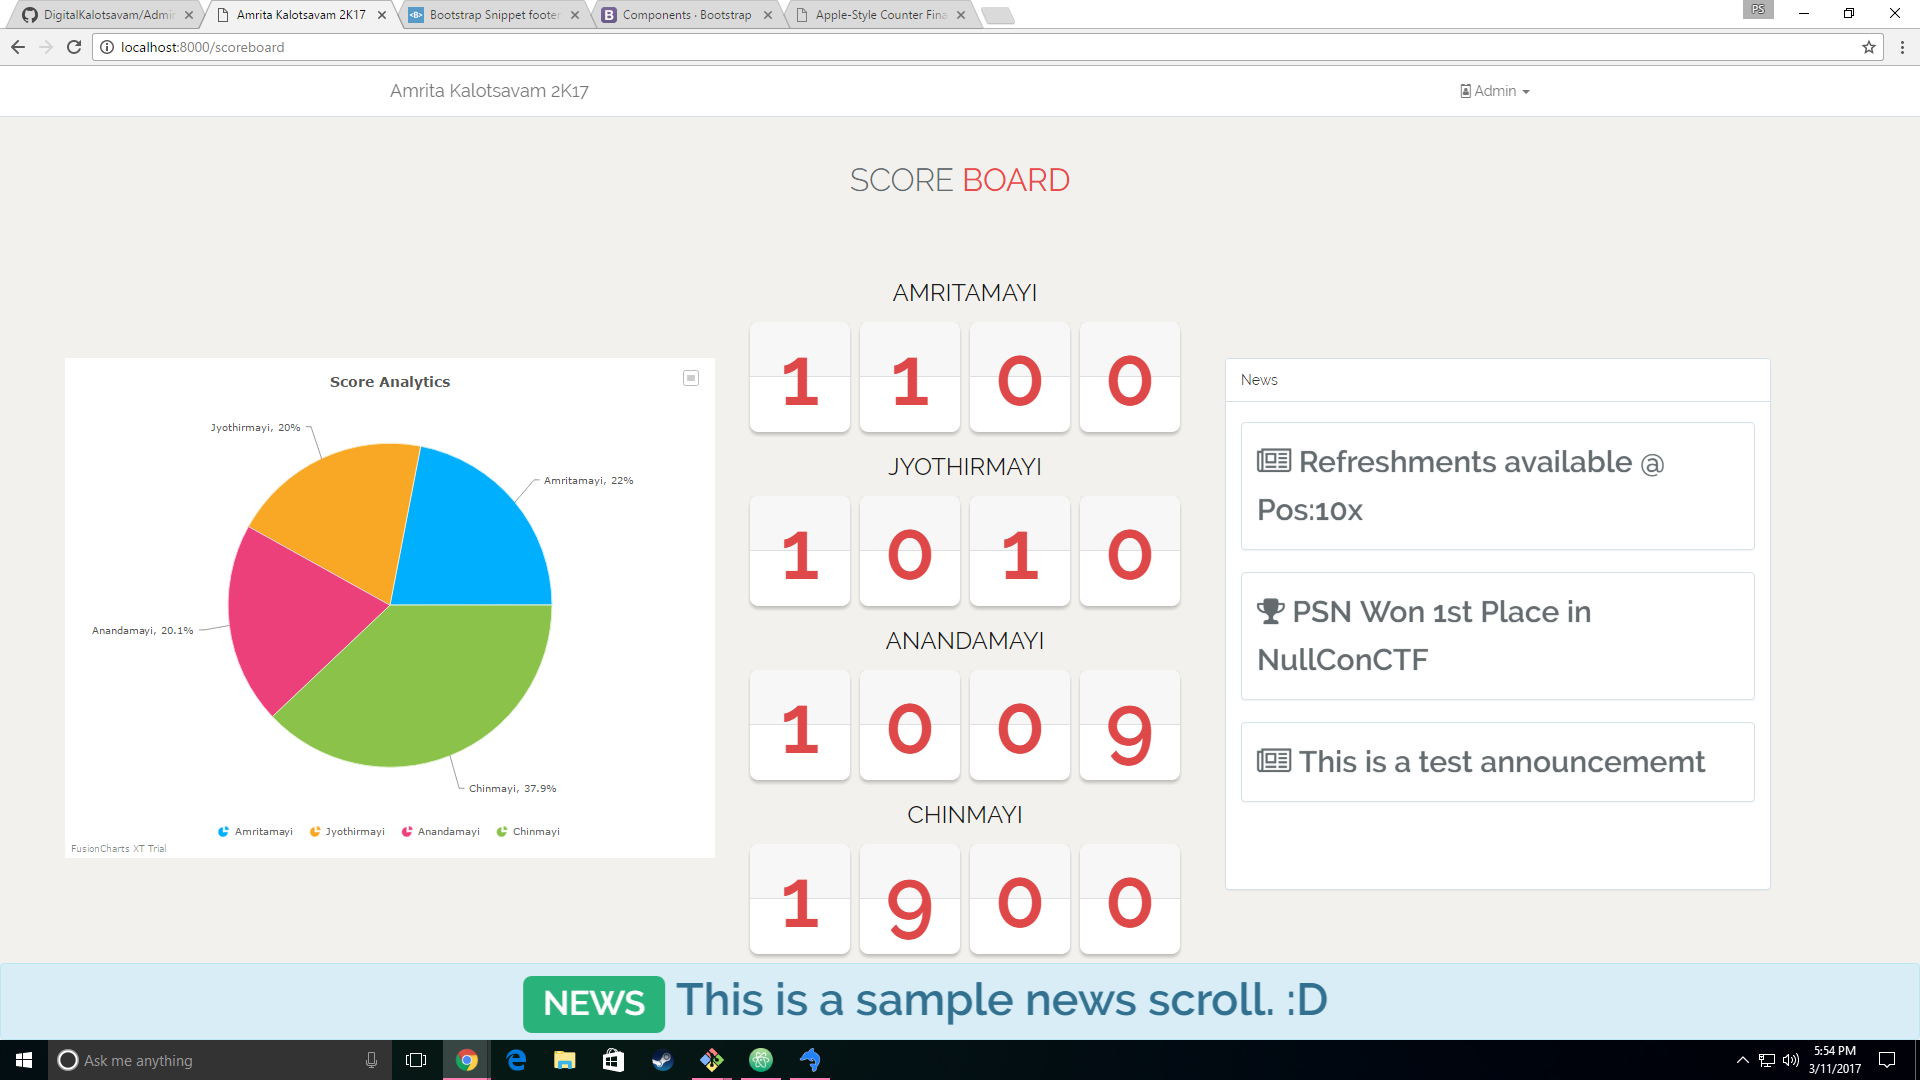 DigitalKalotsavam/Admin
Amrita Kalotsavam 2K17
Bootstrap Snippet footer
Components · Bootstrap
Apple-Style Counter Fina
PS
localhost:8000/scoreboard
Amrita Kalotsavam 2K17
Admin
SCORE BOARD
Score Analytics
Jyothirmayi, 20%
Amritamayi, 22%
Anandamayi, 20.1%
Chinmayi, 37.9%
Amritamayi Jyothirmayi Anandamayi Chinmayi
FusionCharts XT Trial
AMRITAMAYI
1 1 0 0
JYOTHIRMAYI
1 0 1 0
ANANDAMAYI
1 0 0 9
CHINMAYI
1 9 0 0
News
Refreshments available @
Pos:10x
PSN Won 1st Place in
NullConCTF
This is a test announcememt
NEWS This is a sample news scroll. :D
Ask me anything
5:54 PM
3/11/2017